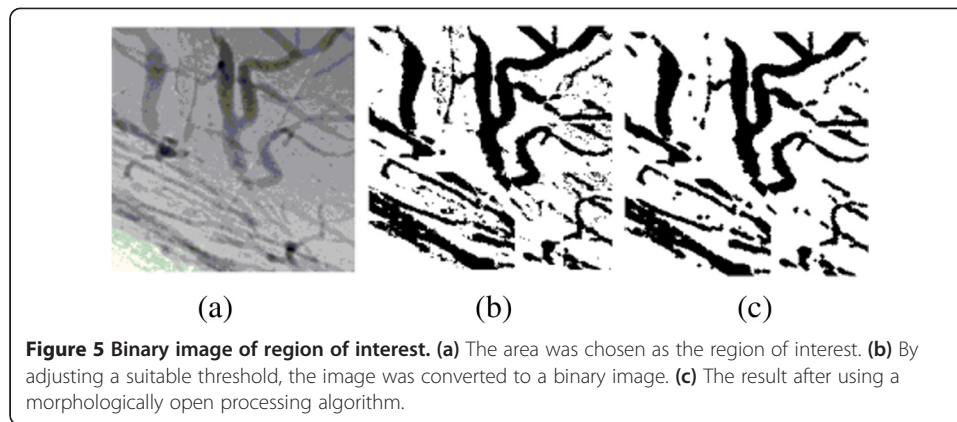 (a) (b) (c)
Figure 5 Binary image of region of interest. (a) The area was chosen as the region of interest. (b) By
adjusting a suitable threshold, the image was converted to a binary image. (c) The result after using a
morphologically open processing algorithm.